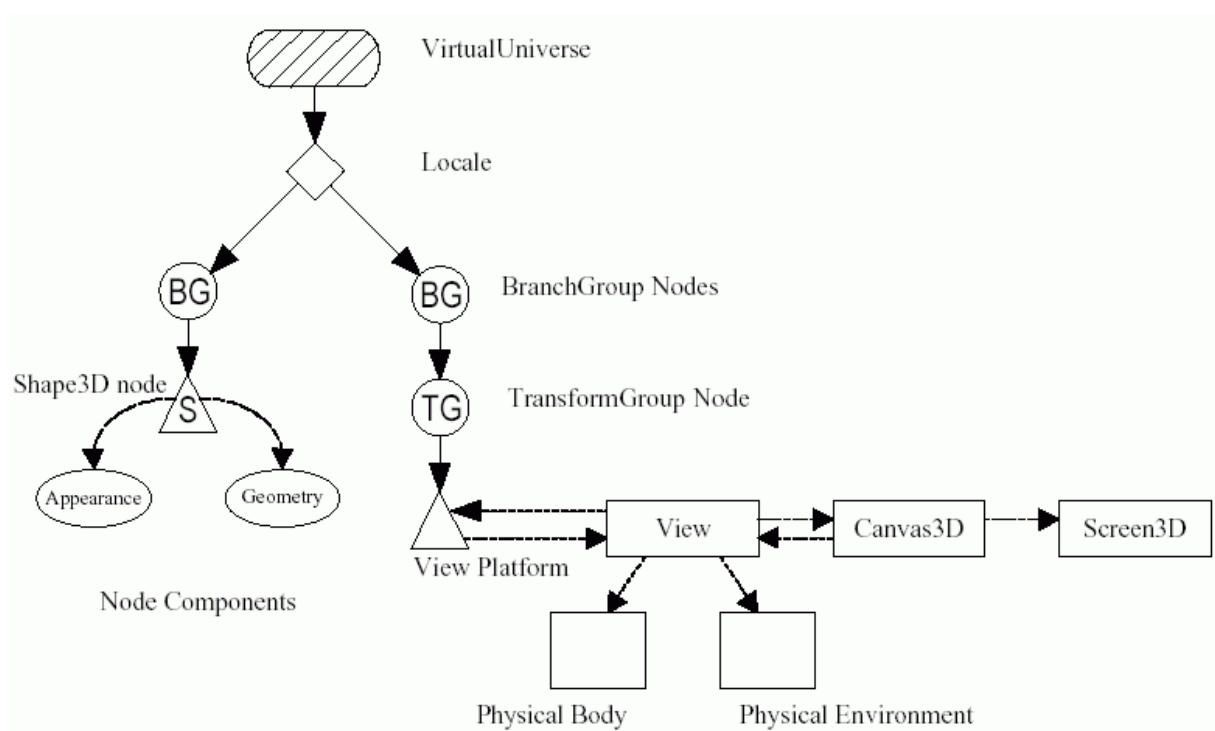 VirtualUniverse
Locale
BG
BG
BranchGroup Nodes
Shape3D node
S
TG
TransformGroup Node
Appearance
Geometry
View
Canvas3D
Screen3D
View Platform
Node Components
Physical Body
Physical Environment